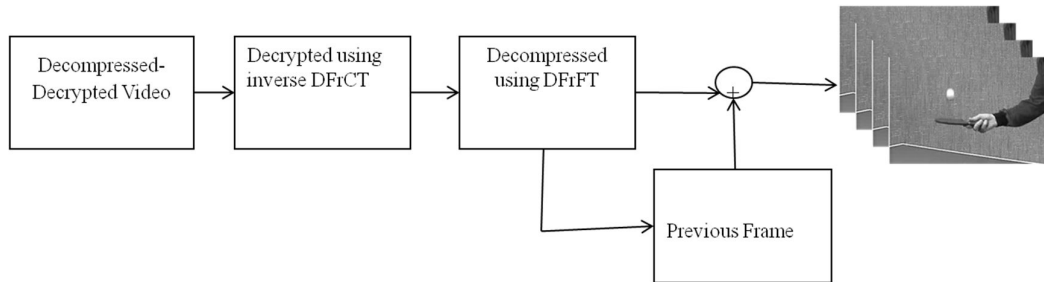 Decompressed-
Decrypted Video
Decrypted using
inverse DFrCT
Decompressed
using DFrFT
+
Previous Frame